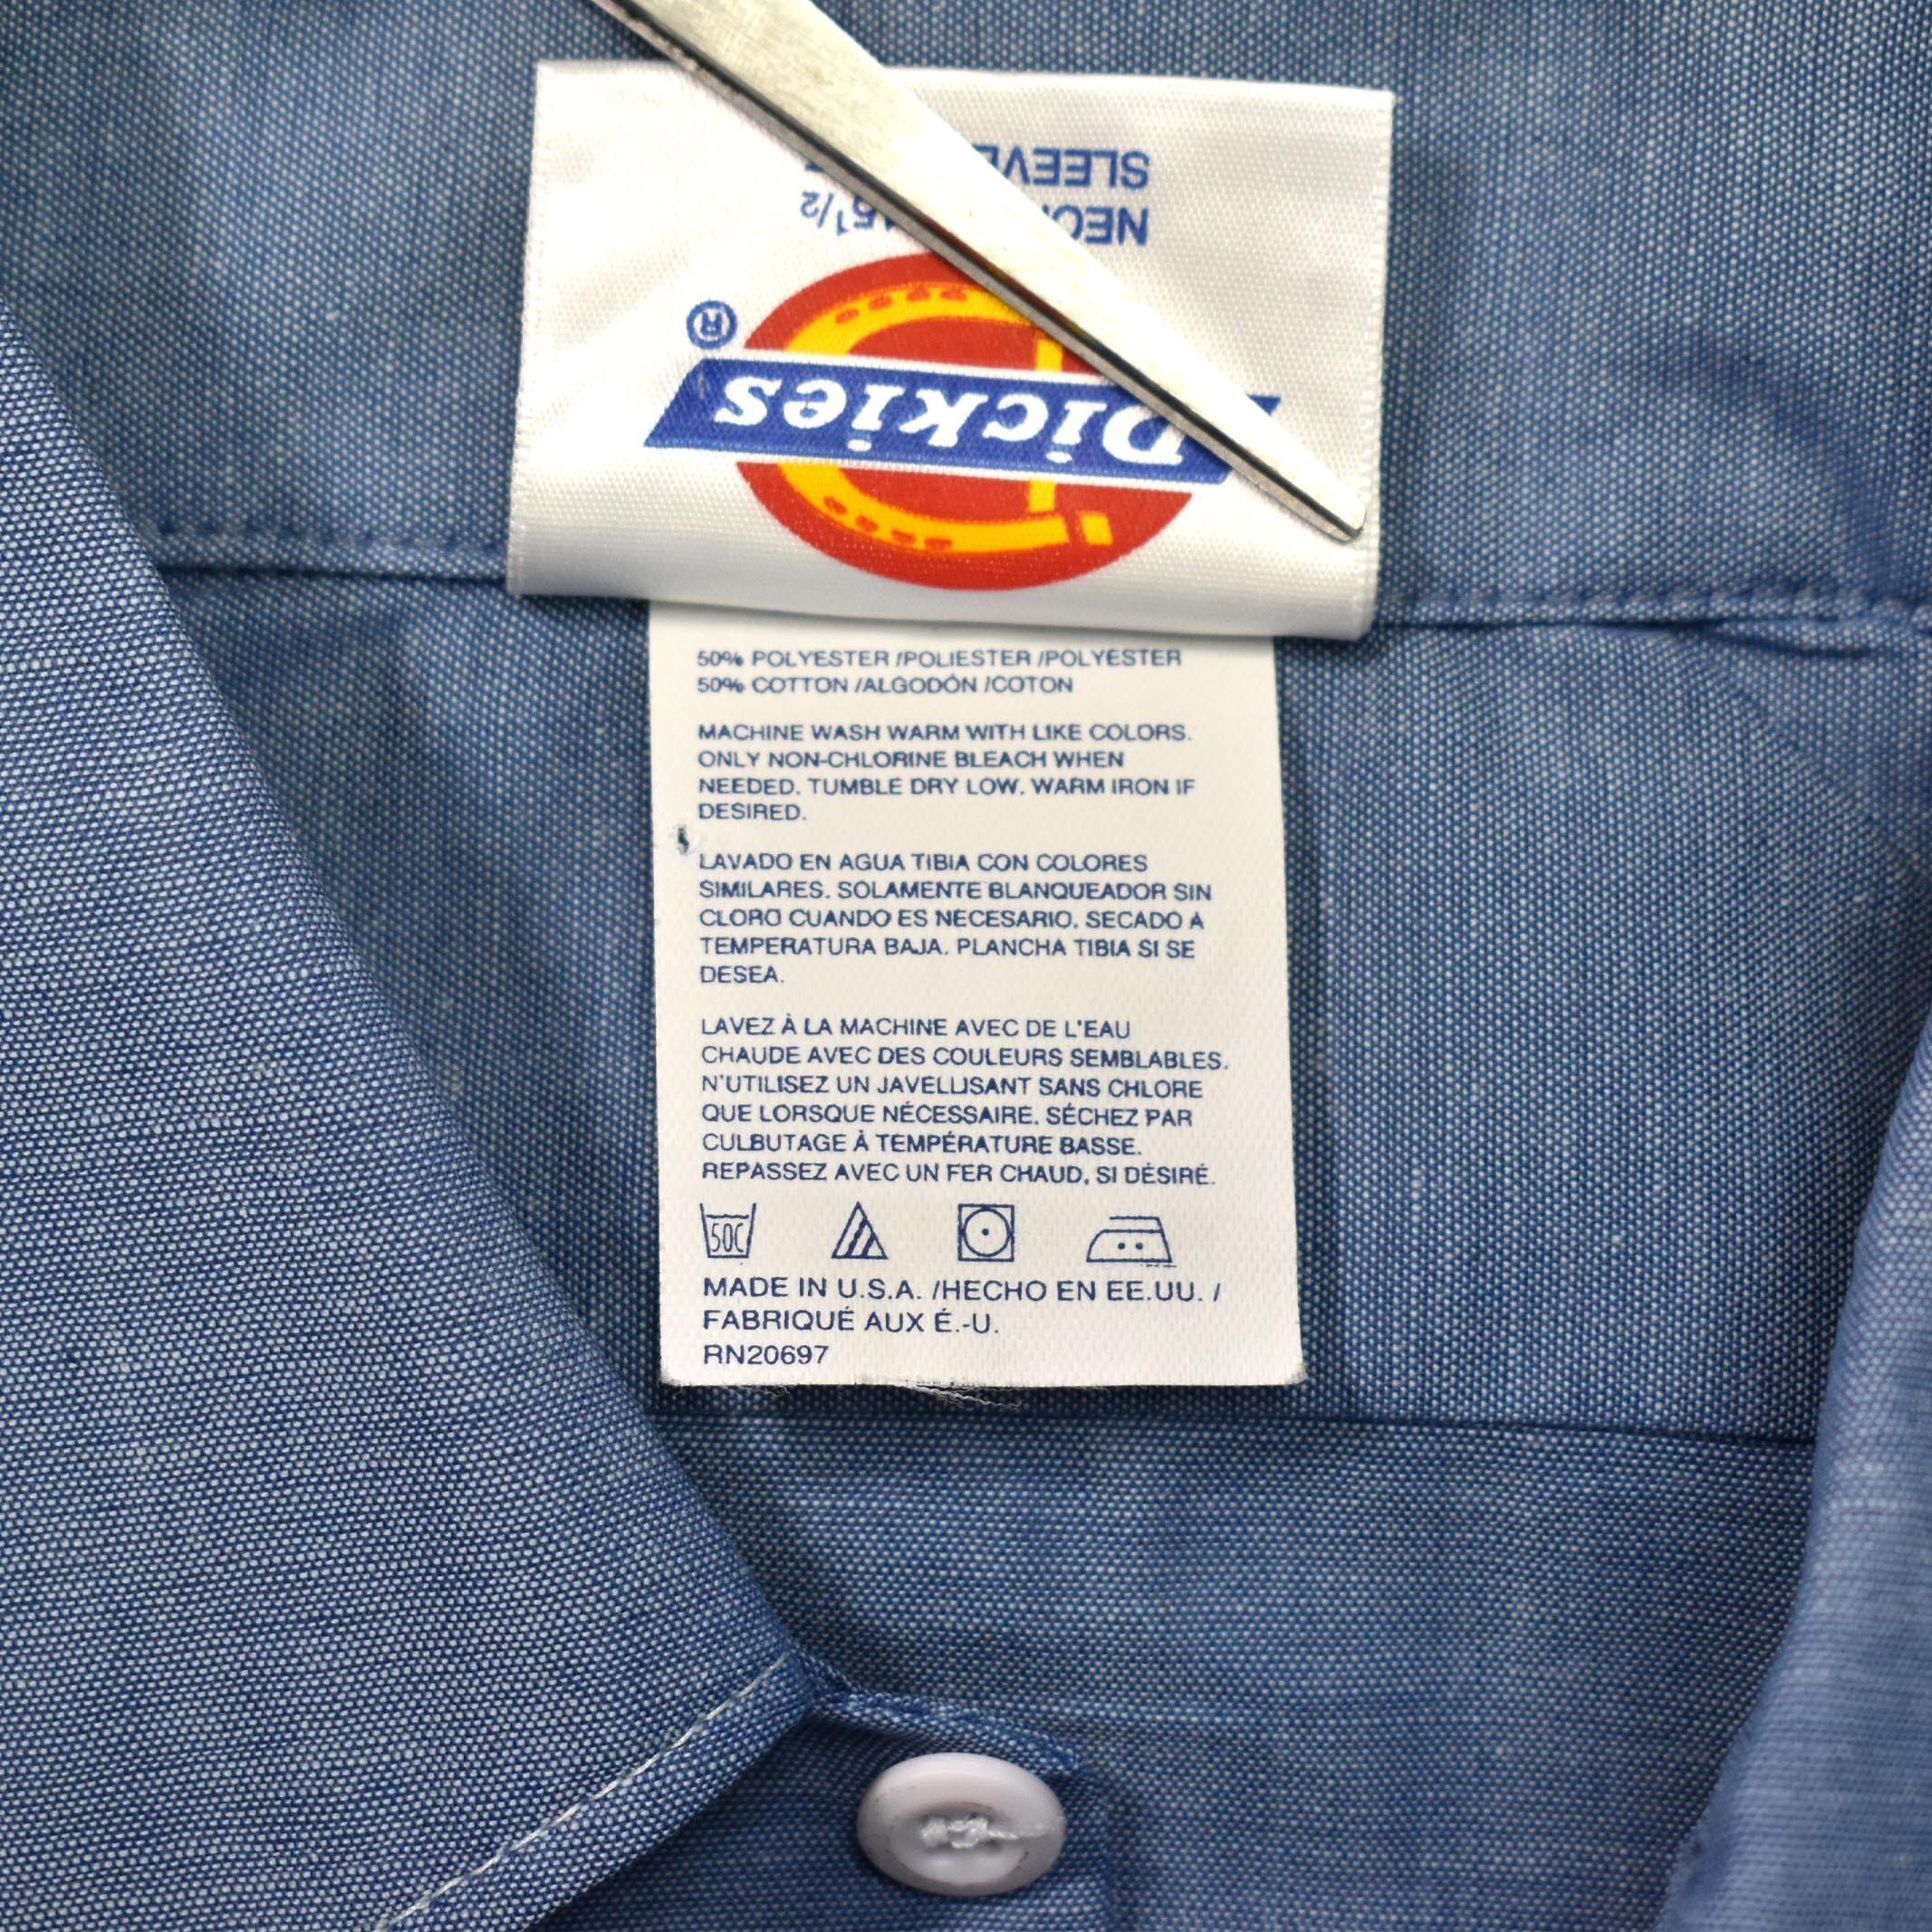 SLEEVE
15½
Dickies
®
50% POLYESTER /POLIESTER /POLYESTER
50% COTTON /ALGODÓN /COTON
MACHINE WASH WARM WITH LIKE COLORS.
ONLY NON-CHLORINE BLEACH WHEN
NEEDED. TUMBLE DRY LOW. WARM IRON IF
DESIRED.
LAVADO EN AGUA TIBIA CON COLORES
SIMILARES. SOLAMENTE BLANQUEADOR SIN
CLORO CUANDO ES NECESARIO. SECADO A
TEMPERATURA BAJA. PLANCHA TIBIA SI SE
DESEA.
LAVEZ À LA MACHINE AVEC DE L'EAU
CHAUDE AVEC DES COULEURS SEMBLABLES.
N'UTILISEZ UN JAVELLISANT SANS CHLORE
QUE LORSQUE NÉCESSAIRE. SÉCHEZ PAR
CULBUTAGE À TEMPÉRATURE BASSE.
REPASSEZ AVEC UN FER CHAUD, SI DÉSIRÉ.
50C
MADE IN U.S.A. /HECHO EN EE.UU. /
FABRIQUÉ AUX É.-U.
RN20697